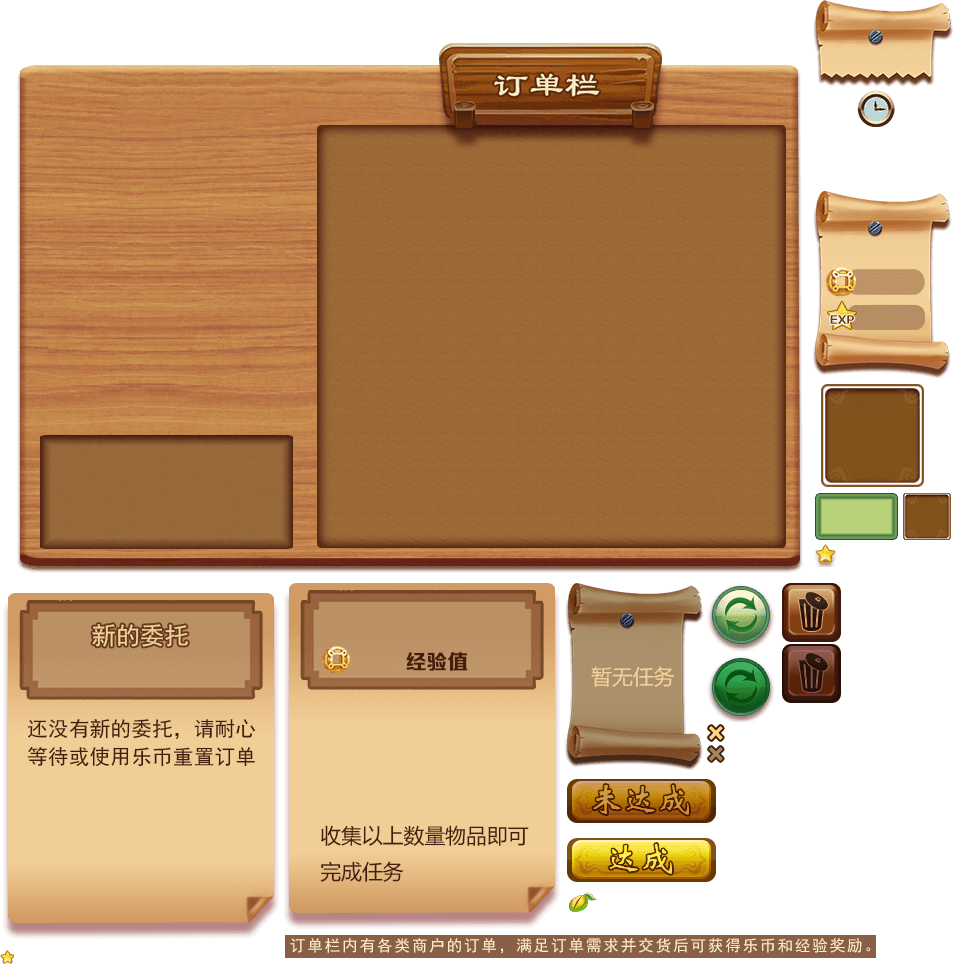 订单栏
EXP
新的委托
还没有新的委托，请耐心
等待或使用乐币重置订单
经验值
收集以上数量物品即可
完成任务
暂无任务
未达成
达成
订单栏内有各类商户的订单，满足订单需求并交货后可获得乐币和经验奖励。